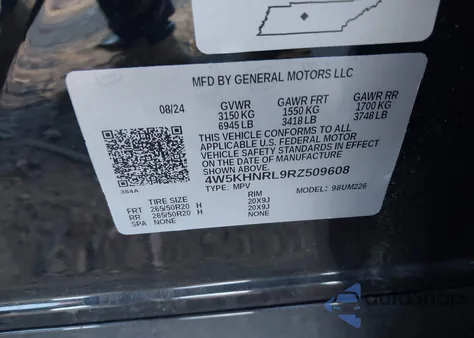 MFD BY GENERAL MOTORS LLC
08/24 GVWR GAWR FRT GAWR RR
3150 KG 1550 KG 1700 KG
6945 LB 3418 LB 3748 LB
THIS VEHICLE CONFORMS TO ALL
APPLICABLE U.S. FEDERAL MOTOR
VEHICLE SAFETY STANDARDS IN EFFECT
ON THE DATE OF MANUFACTURE SHOWN ABOVE.
4W5KHNRL9RZ509608
384A TYPE: MPV MODEL: 98UM226
TIRE SIZE RIM
FRT 265/50R20 H 20X9J
RR 265/50R20 H 20X9J
SPA NONE NONE
autoshop